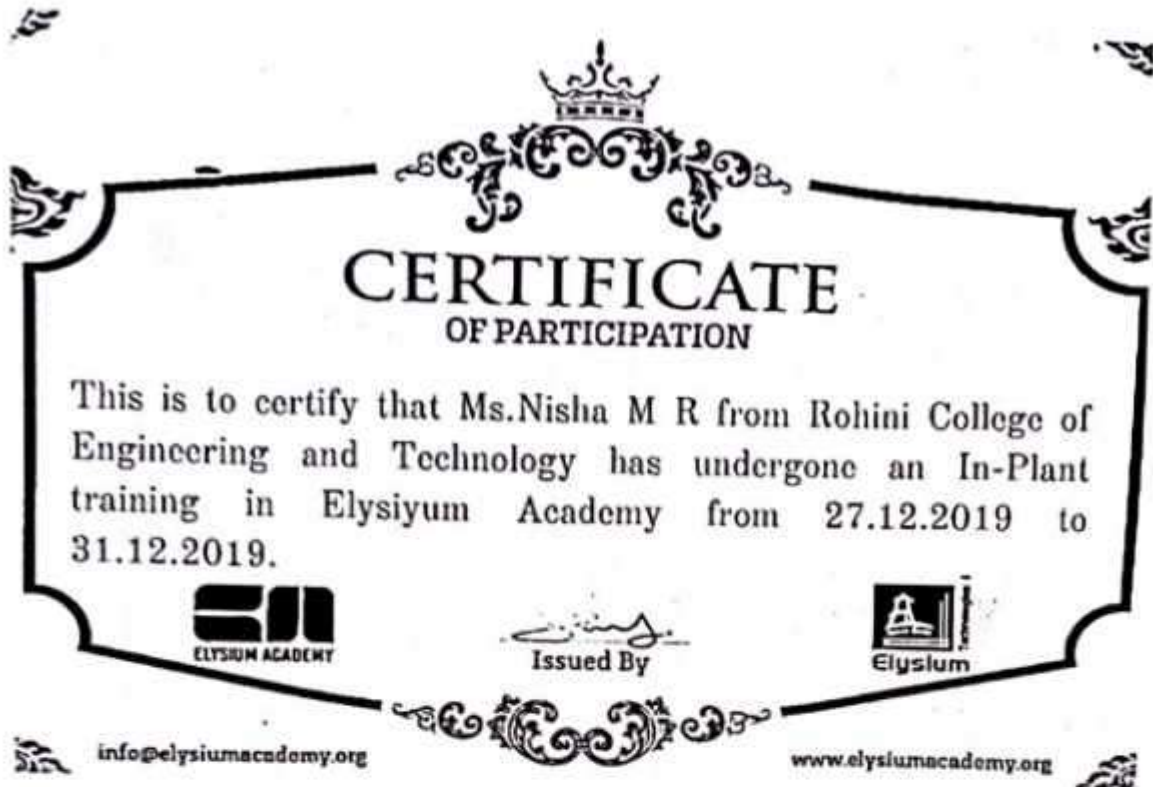 CERTIFICATE
OF PARTICIPATION
This is to certify that Ms.Nisha M R from Rohini College of
Engineering and Technology has undergone an In-Plant
training in Elysiyum Academy from 27.12.2019 to
31.12.2019.
ELYSIUM ACADEMY
Issued By
Elysium
info@elysiumacademy.org
www.elysiumacademy.org